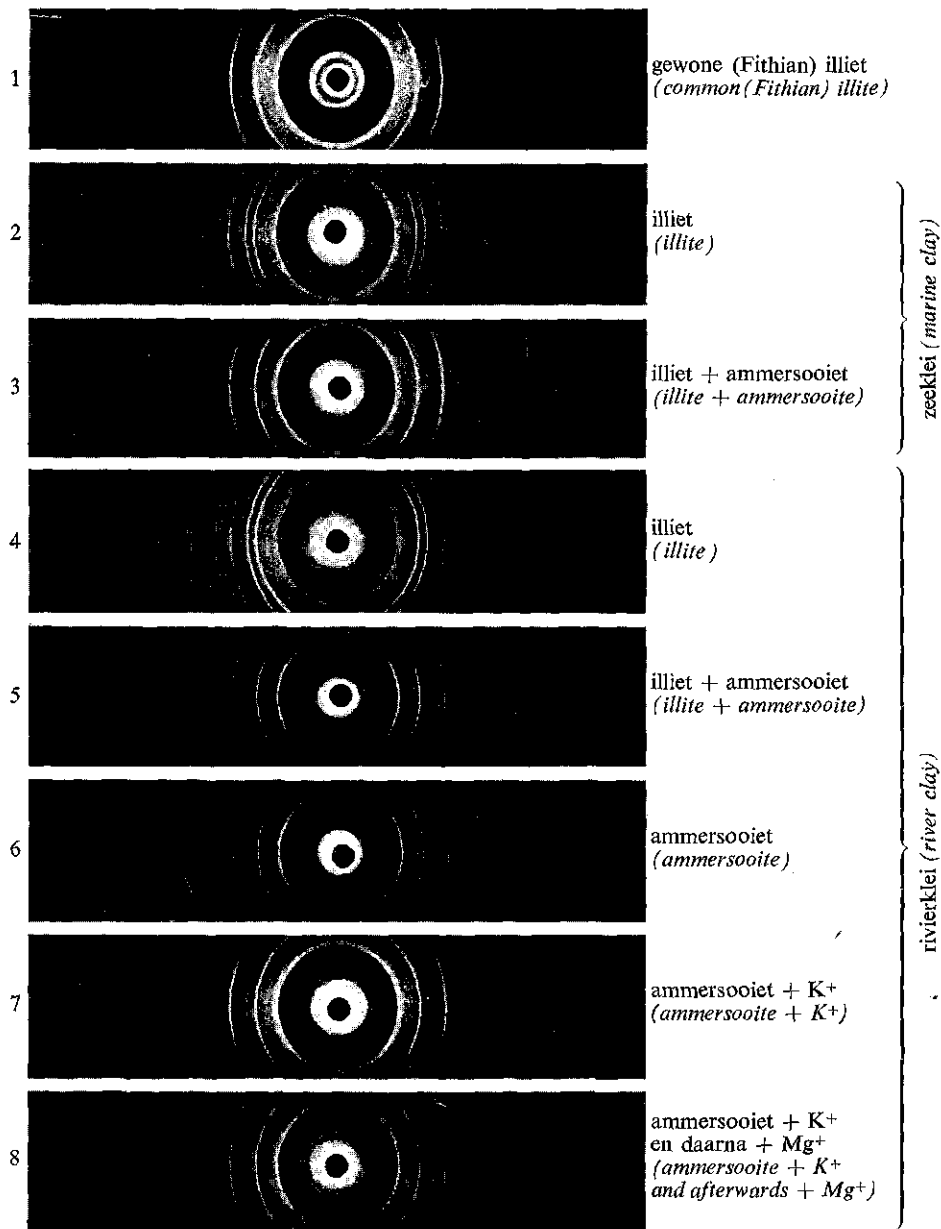 1
gewone (Fithian) illiet
(common (Fithian) illite)
2
illiet
(illite)
3
illiet + ammersooiet
(illite + ammersooite)
zeeklei (marine clay)
4
illiet
(illite)
5
illiet + ammersooiet
(illite + ammersooite)
6
ammersooiet
(ammersooite)
7
ammersooiet + K+
(ammersooite + K+)
8
ammersooiet + K+
en daarna + Mg+
(ammersooite + K+
and afterwards + Mg+)
rivierklei (river clay)